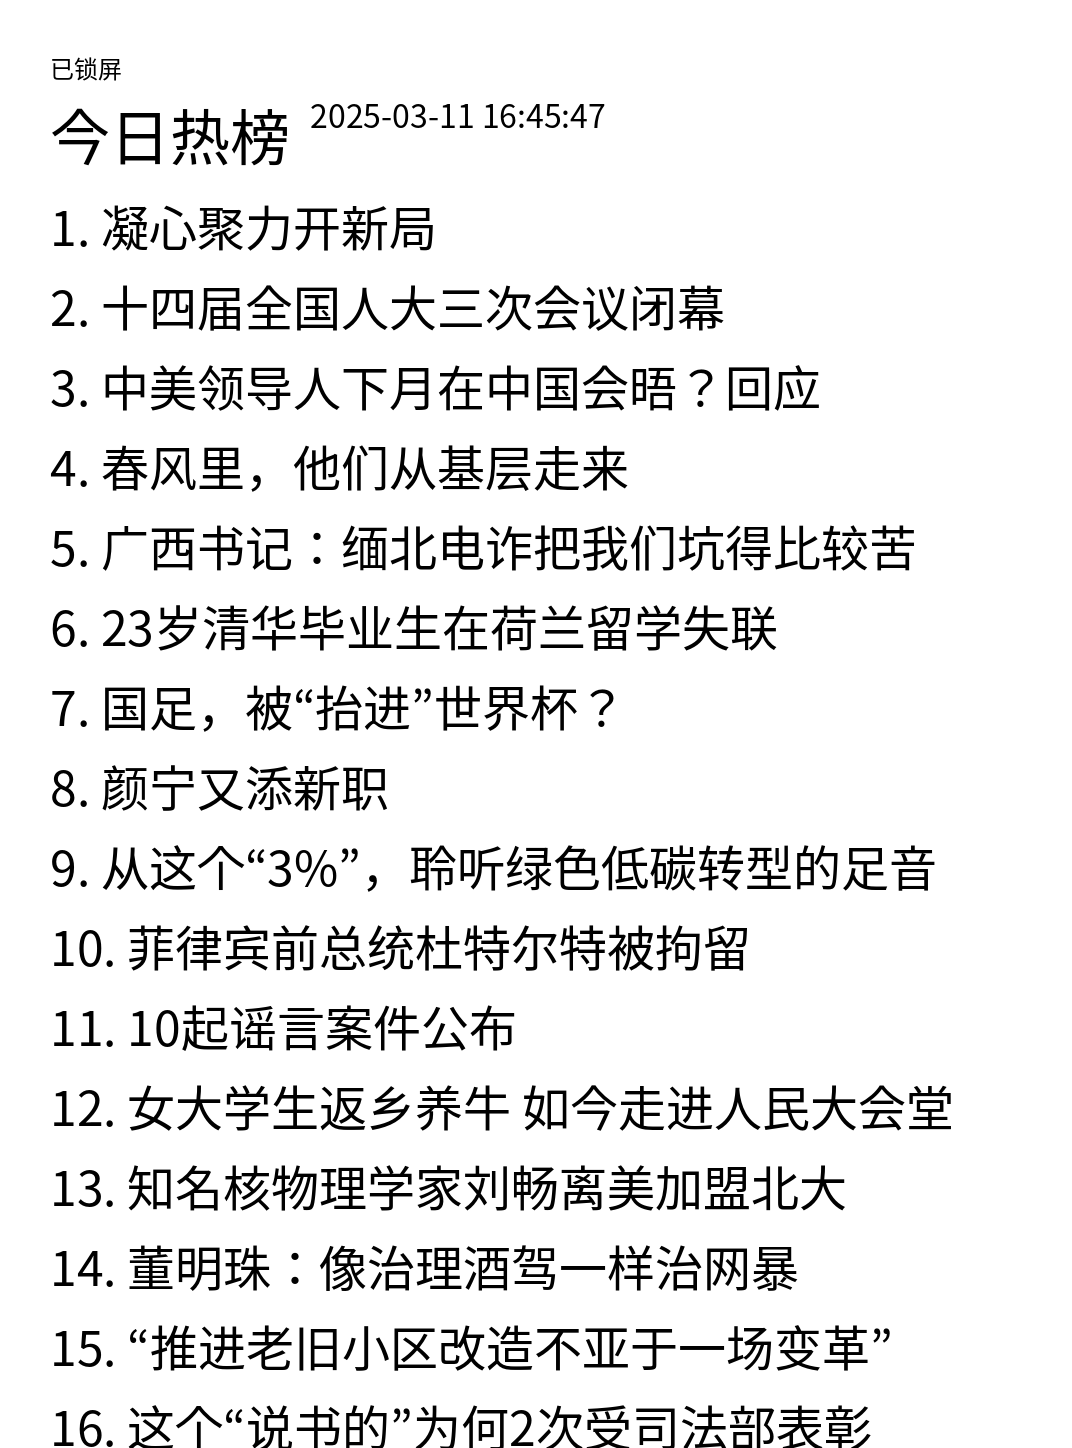 已锁屏
今日热榜 2025-03-11 16:45:47
1. 凝心聚力开新局
2. 十四届全国人大三次会议闭幕
3. 中美领导人下月在中国会晤？回应
4. 春风里，他们从基层走来
5. 广西书记：缅北电诈把我们坑得比较苦
6. 23岁清华毕业生在荷兰留学失联
7. 国足，被“抬进”世界杯？
8. 颜宁又添新职
9. 从这个“3%”，聆听绿色低碳转型的足音
10. 菲律宾前总统杜特尔特被拘留
11. 10起谣言案件公布
12. 女大学生返乡养牛 如今走进人民大会堂
13. 知名核物理学家刘畅离美加盟北大
14. 董明珠：像治理酒驾一样治网暴
15. “推进老旧小区改造不亚于一场变革”
16. 这个“说书的”为何2次受司法部表彰